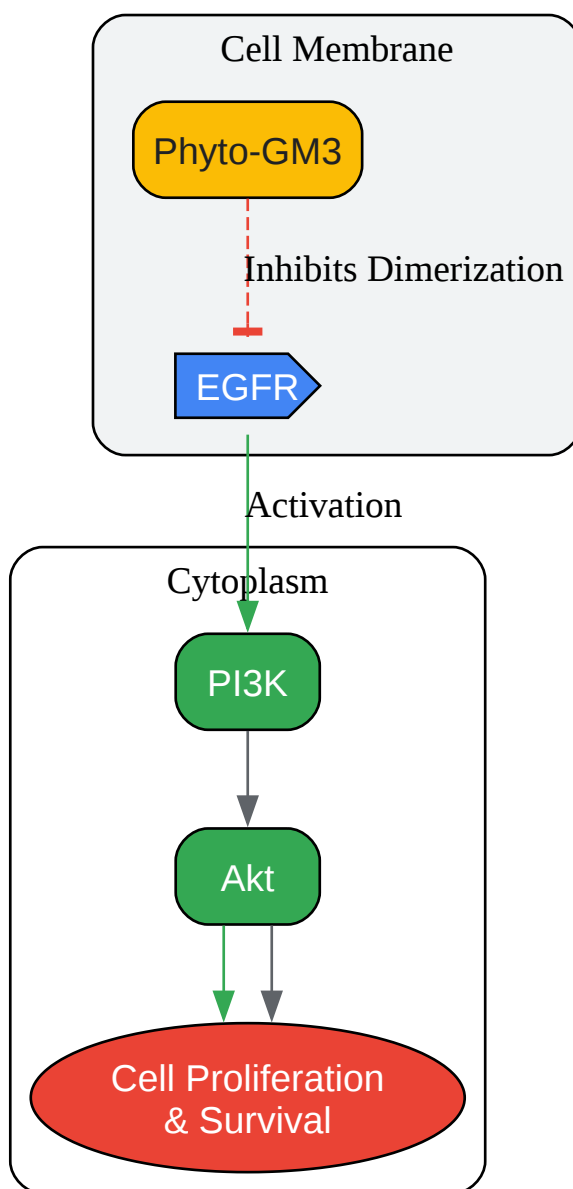 Cell Membrane
Phyto-GM3
Inhibits Dimerization
EGFR
Activation
Cytoplasm
PI3K
Akt
Cell Proliferation
& Survival